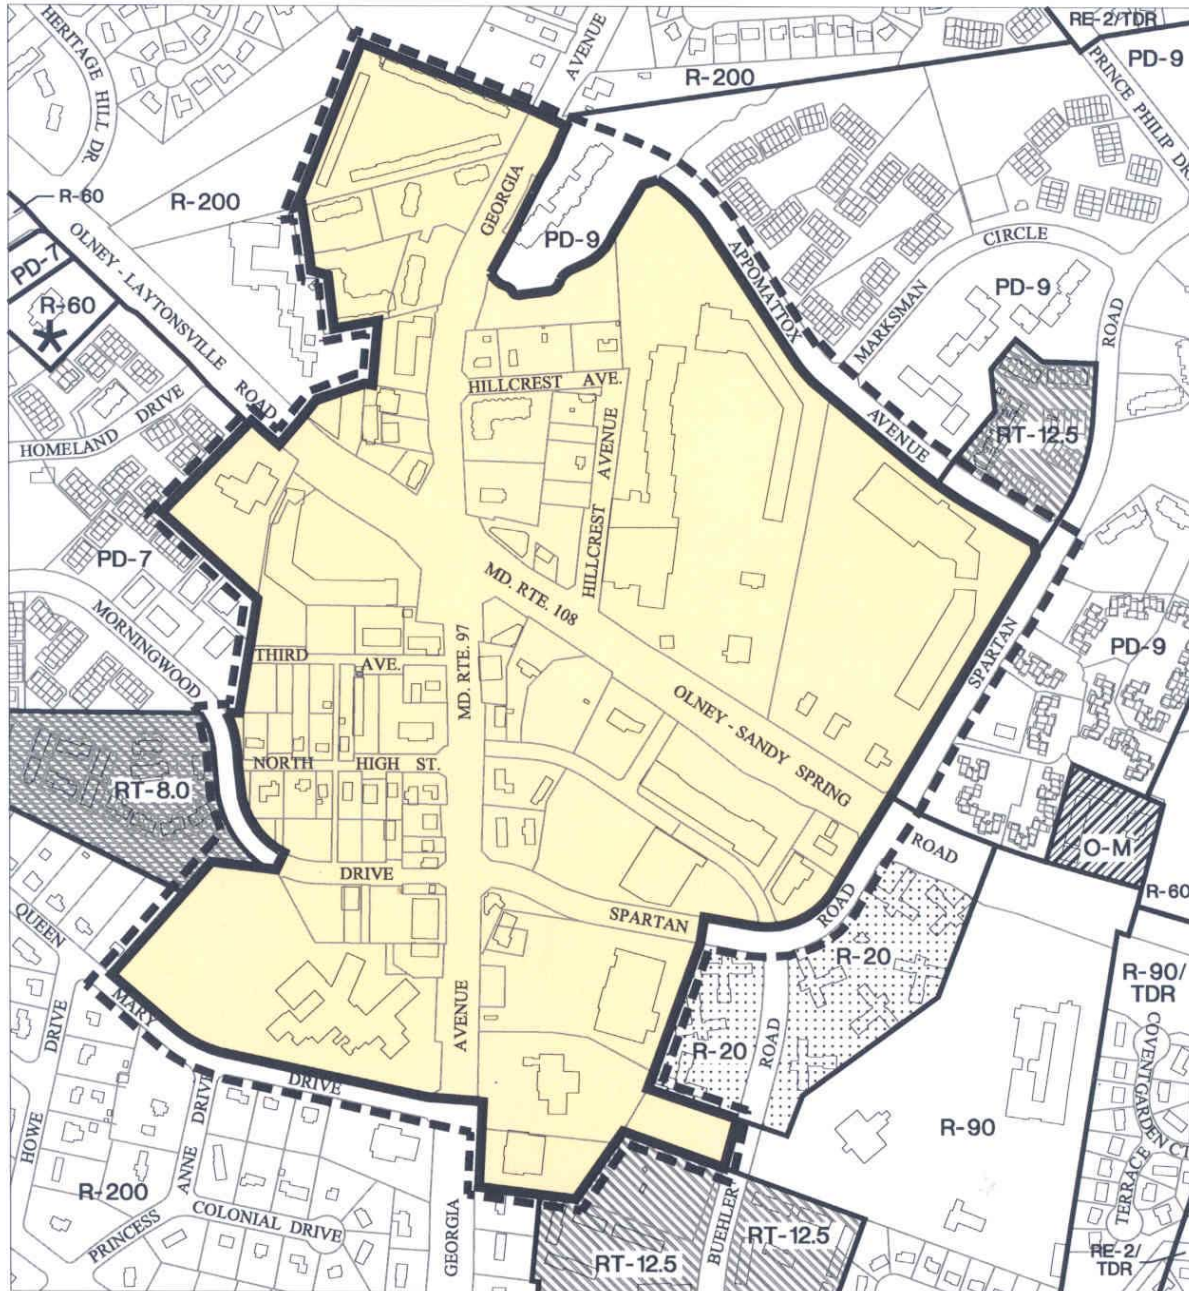 RE-2/TDR
HERITAGE HILL DR.
AVENUE
R-200
PD-9
PRINCE PHILIP DR.
R-60
R-200
GEORGIA
OLNEY - LAYTONSVILLE ROAD
PD-7
PD-9
CIRCLE
APPOMATTOX
MARKSMAN
PD-9
R-60
ROAD
HILLCREST AVE.
HOMELAND DRIVE
AVENUE
RT-12.5
HILLCREST AVENUE
PD-7
MD. RTE. 108
MORNINGWOOD
SPARTAN
THIRD AVE.
MD. RTE. 97
PD-9
OLNEY - SANDY SPRING
NORTH HIGH ST.
RT-8.0
ROAD
O-M
DRIVE
R-60
QUEEN
SPARTAN
ROAD
R-20
R-90/
TDR
MARY
DRIVE
AVENUE
R-20
ROAD
COVENTGARDEN CT.
DRIVE
HOWE DRIVE
ANNE DRIVE
R-90
R-200
PRINCESS
COLONIAL DRIVE
TERRACE
GEORGIA
BUEHLER
RT-12.5
RT-12.5
RE-2/
TDR